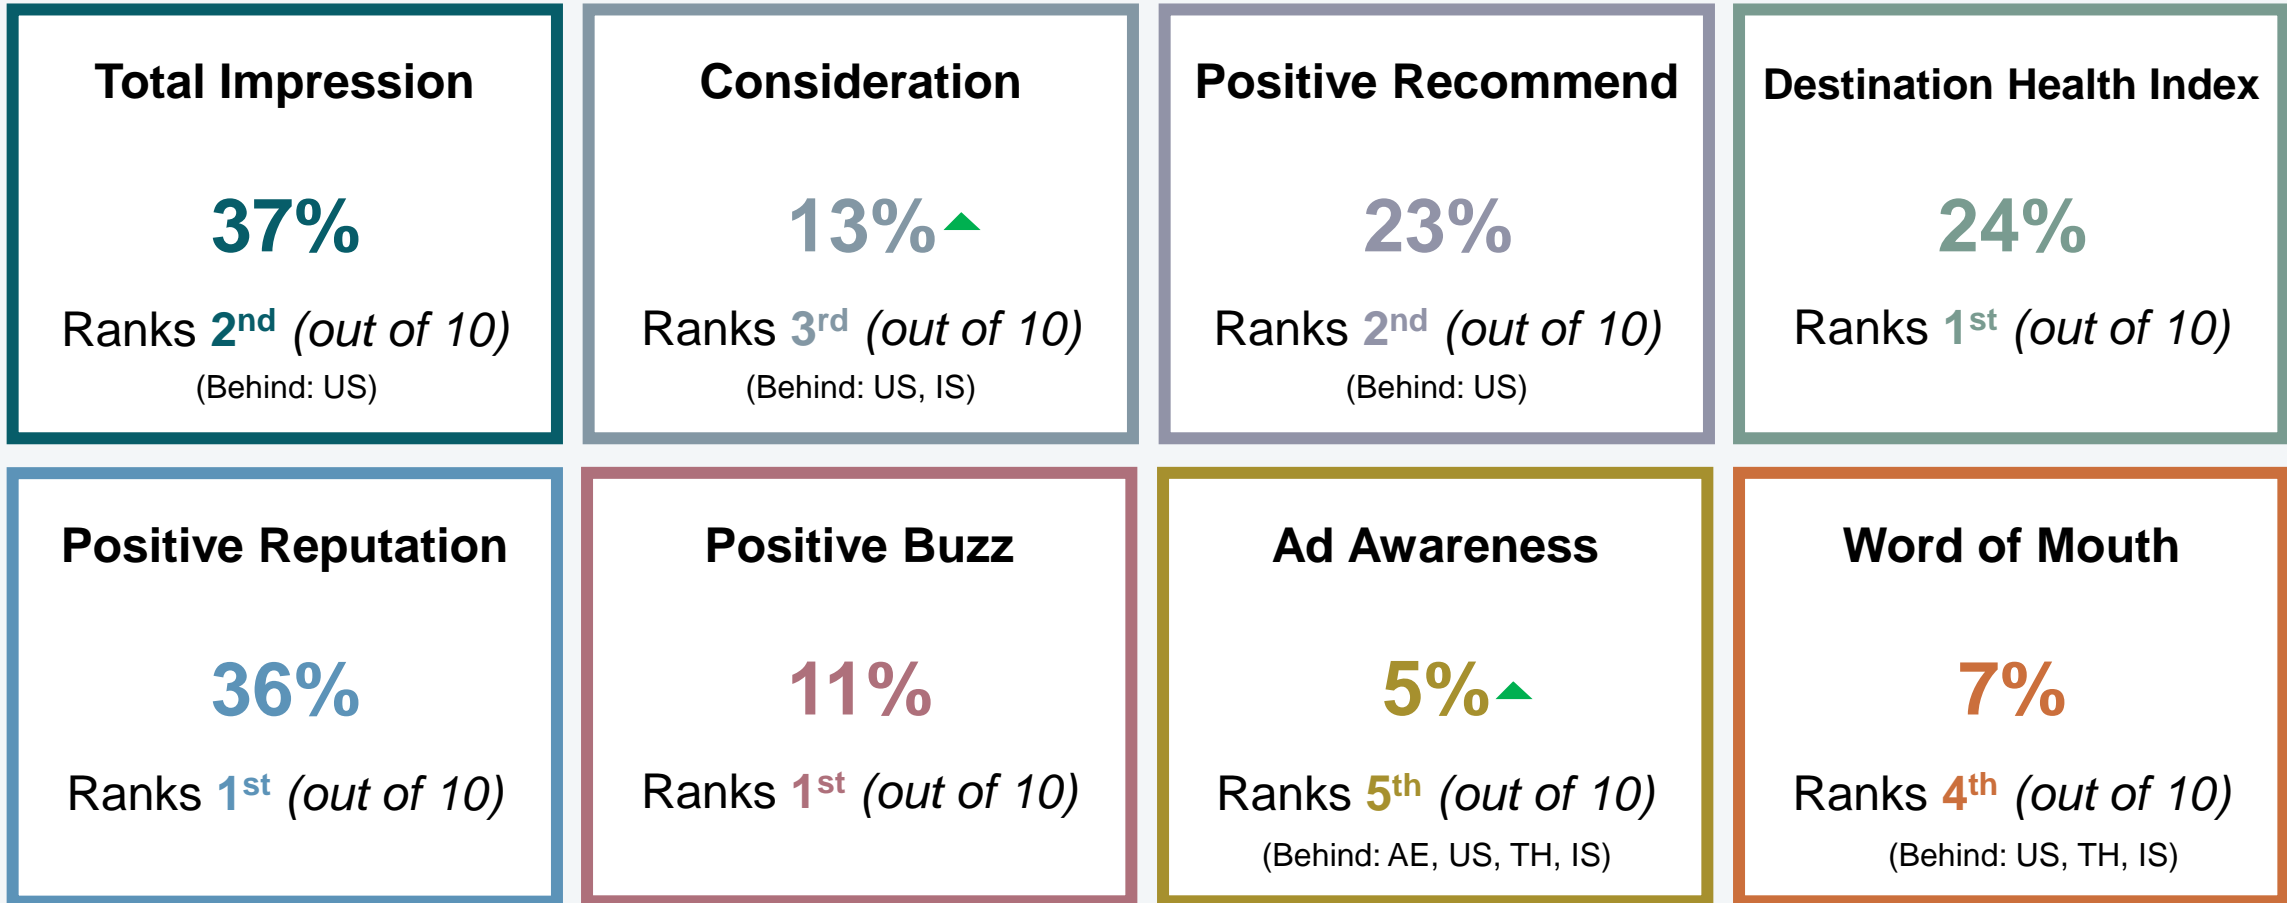 Total Impression
37%
Ranks 2nd (out of 10)
(Behind: US)
Consideration
13%
Ranks 3rd (out of 10)
(Behind: US, IS)
Positive Recommend
23%
Ranks 2nd (out of 10)
(Behind: US)
Destination Health Index
24%
Ranks 1st (out of 10)
Positive Reputation
36%
Ranks 1st (out of 10)
Positive Buzz
11%
Ranks 1st (out of 10)
Ad Awareness
5%
Ranks 5th (out of 10)
(Behind: AE, US, TH, IS)
Word of Mouth
7%
Ranks 4th (out of 10)
(Behind: US, TH, IS)